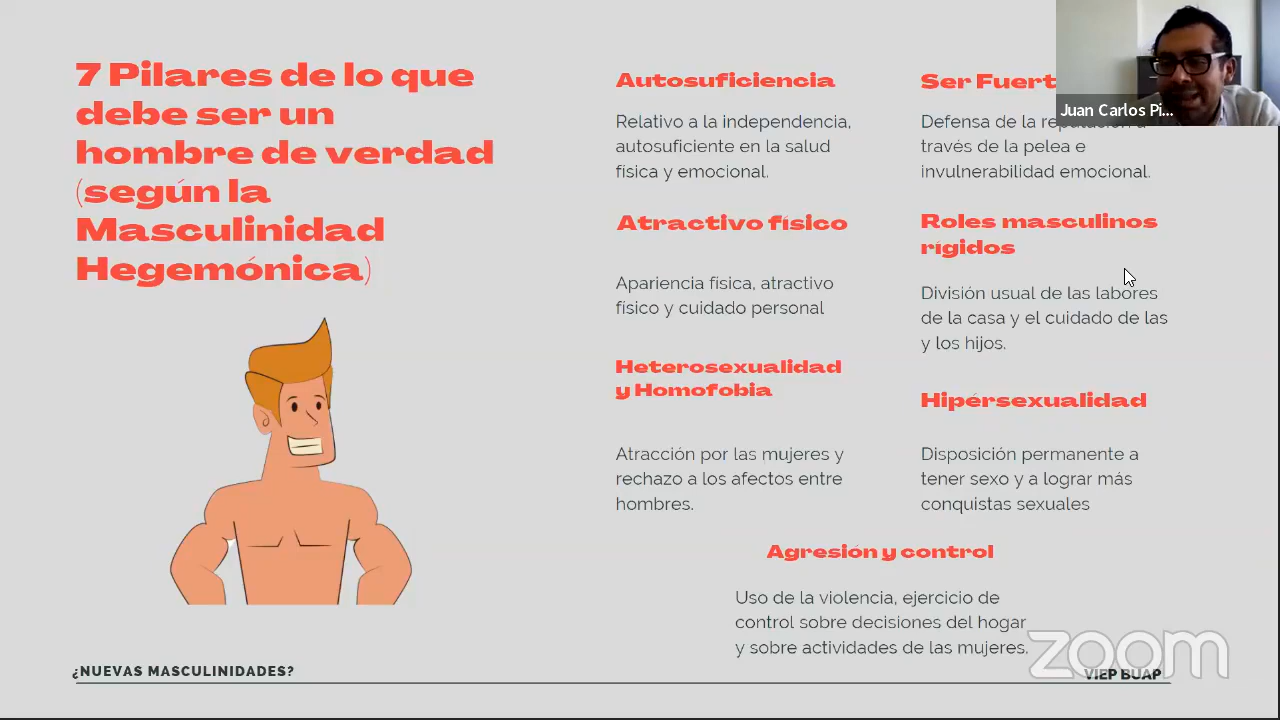 7 Pilares de lo que
debe ser un
hombre de verdad
(según la
Masculinidad
Hegemónica)
Autosuficiencia
Relativo a la independencia,
autosuficiente en la salud
física y emocional.
Ser Fuert
Defensa de la reputación a
través de la pelea e
invulnerabilidad emocional.
Juan Carlos Pi...
Atractivo físico
Apariencia física, atractivo
físico y cuidado personal
Roles masculinos
rígidos
División usual de las labores
de la casa y el cuidado de las
y los hijos.
Heterosexualidad
y Homofobia
Atracción por las mujeres y
rechazo a los afectos entre
hombres.
Hipérsexualidad
Disposición permanente a
tener sexo y a lograr más
conquistas sexuales
Agresión y control
Uso de la violencia, ejercicio de
control sobre decisiones del hogar
y sobre actividades de las mujeres.
¿NUEVAS MASCULINIDADES?
VIEP BUAP
zoom